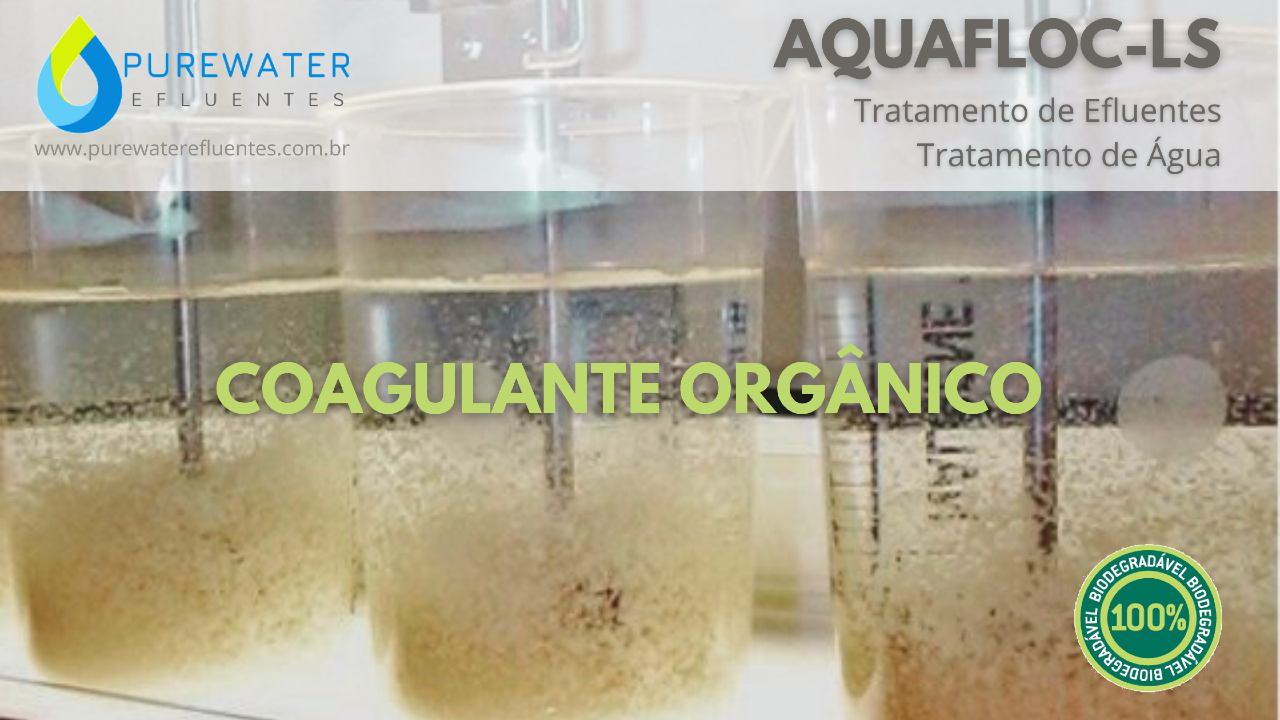 PUREWATER
EFLUENTES
www.purewaterefluentes.com.br
AQUAFLOC-LS
Tratamento de Efluentes
Tratamento de Água
COAGULANTE ORGÂNICO
BIODEGRADÁVEL BIODEGRADÁVEL BIODEGRADÁVEL
100%